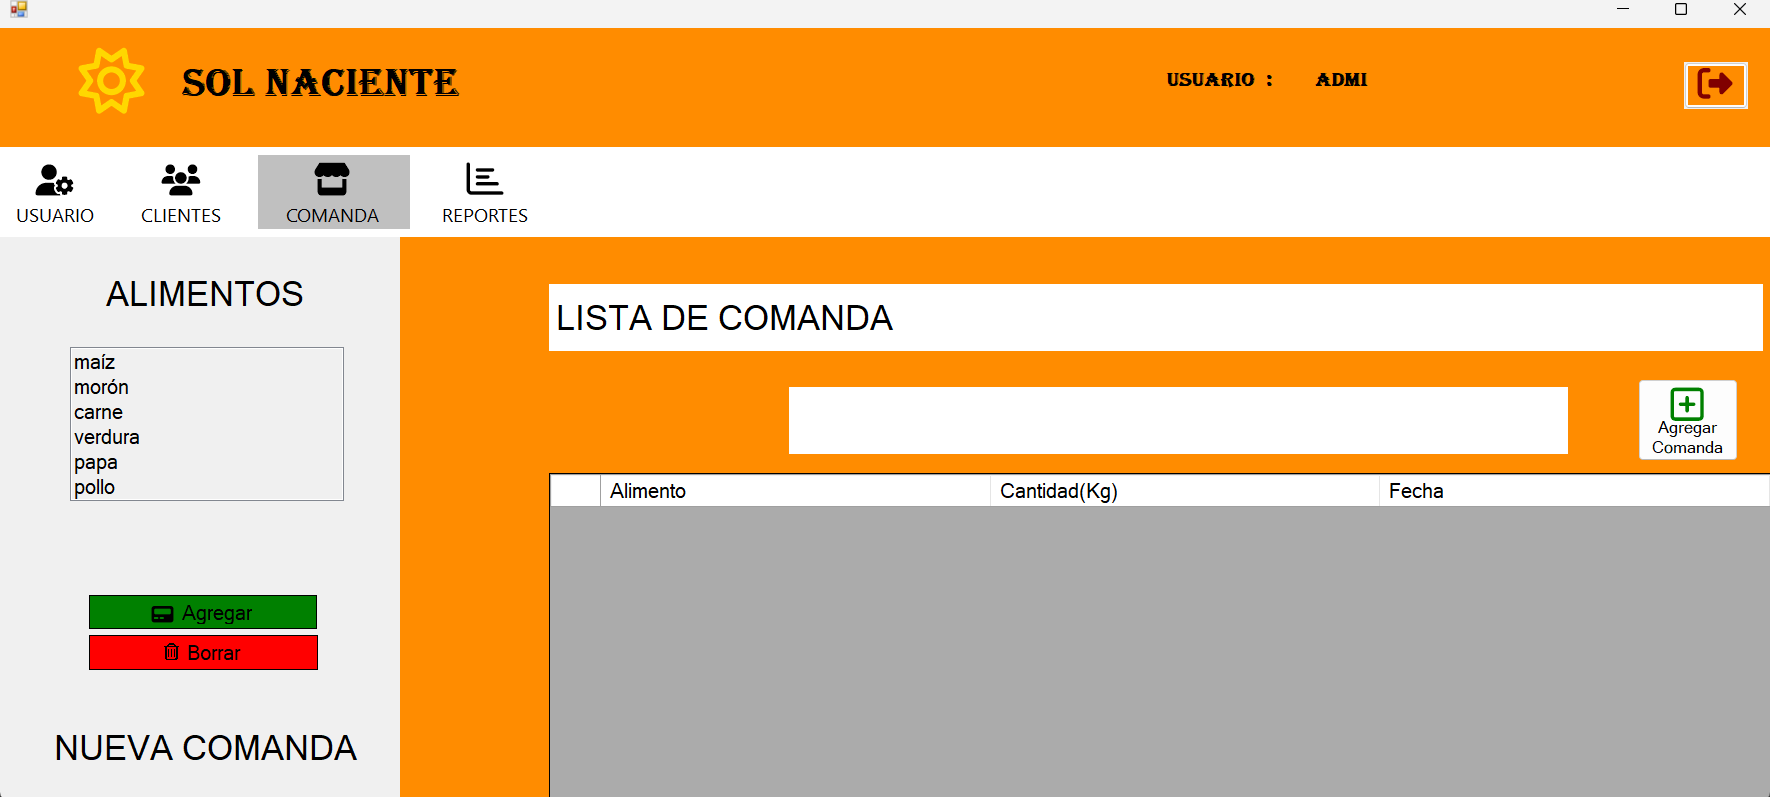 SOL NACIENTE
USUARIO : ADMI
USUARIO CLIENTES COMANDA REPORTES
ALIMENTOS
maíz
morón
carne
verdura
papa
pollo
Agregar
Borrar
NUEVA COMANDA
LISTA DE COMANDA
Agregar
Comanda
Alimento Cantidad(Kg) Fecha